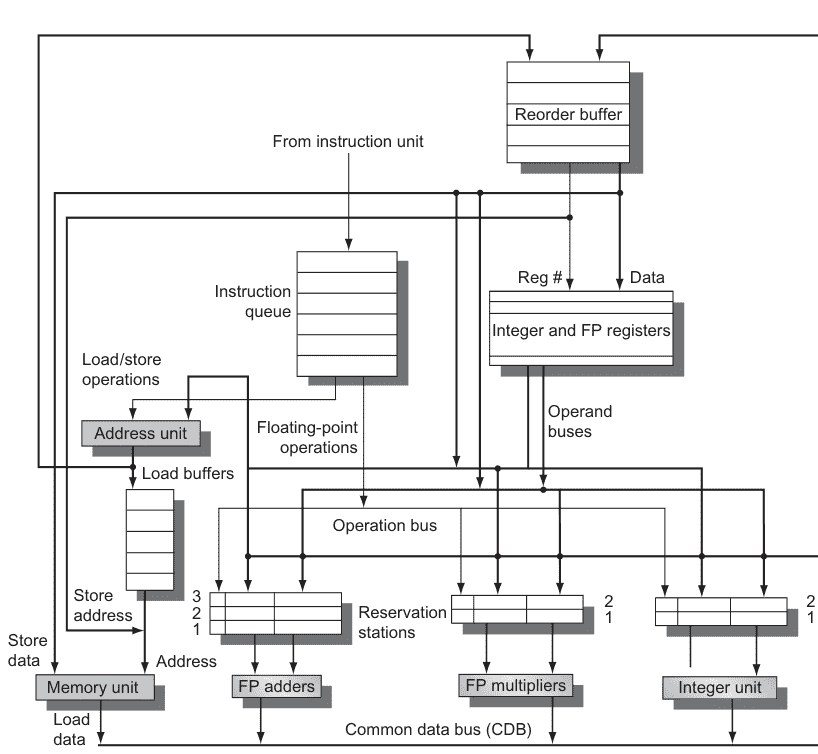 Reorder buffer
From instruction unit
Reg #
Data
Instruction
queue
Integer and FP registers
Load/store
operations
Operand
buses
Address unit
Floating-point
operations
Load buffers
Operation bus
Store
address
3
2
1
Reservation
stations
2
1
2
1
Store
data
Address
Memory unit
FP adders
FP multipliers
Integer unit
Load
data
Common data bus (CDB)